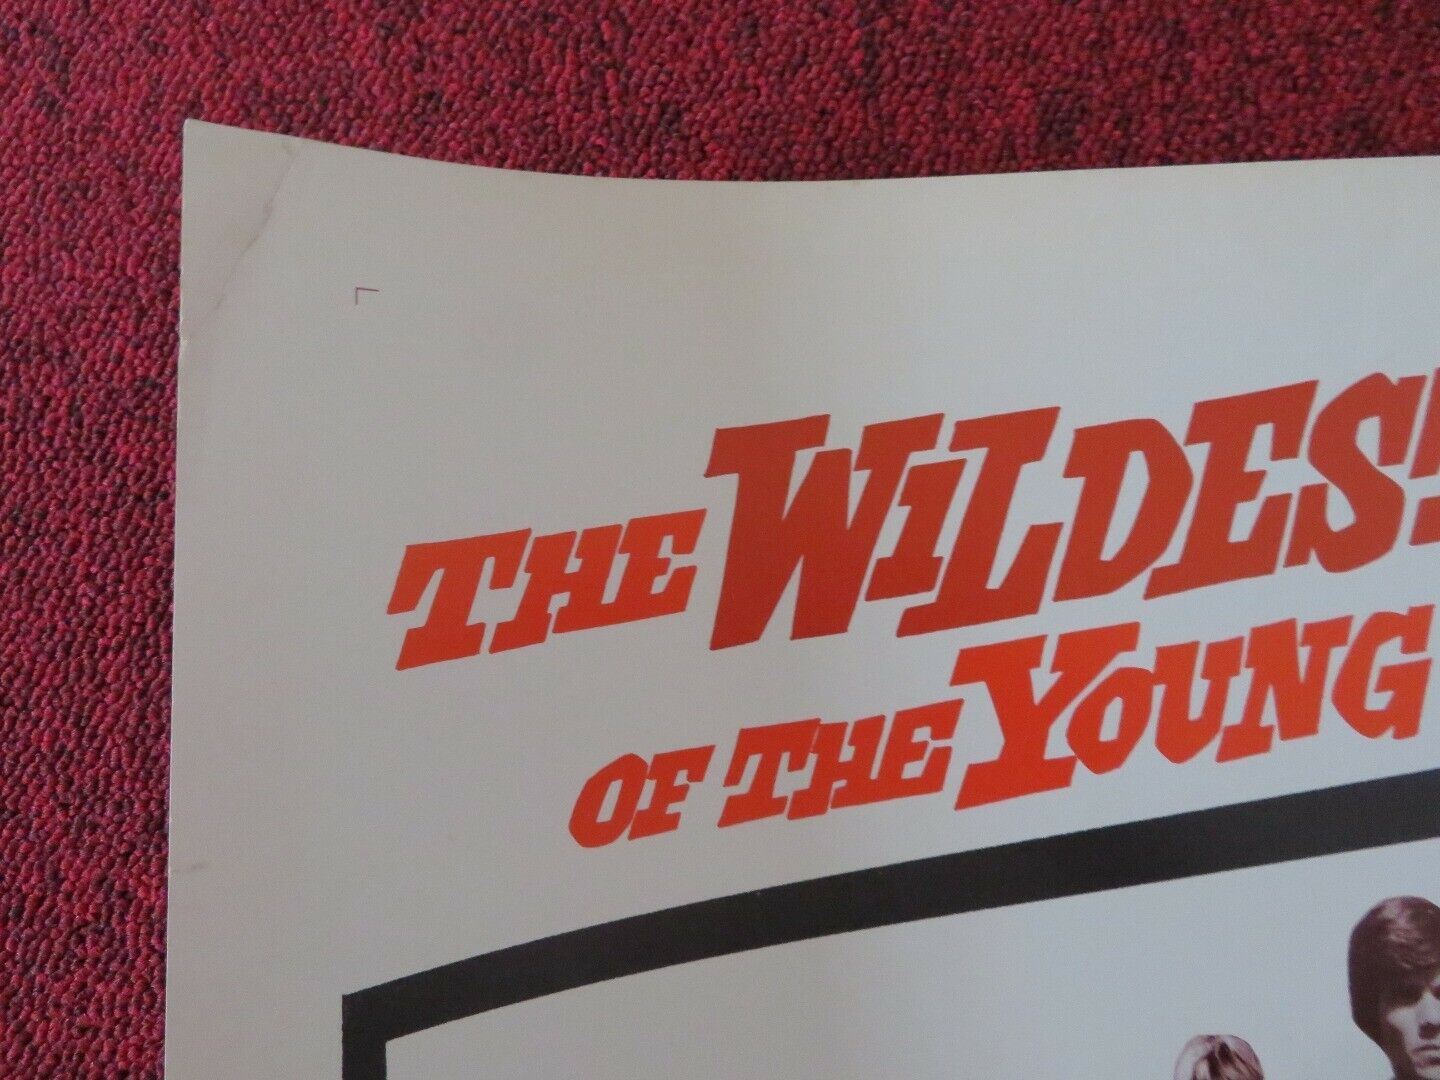 THE WILDES
OF THE YOUNG